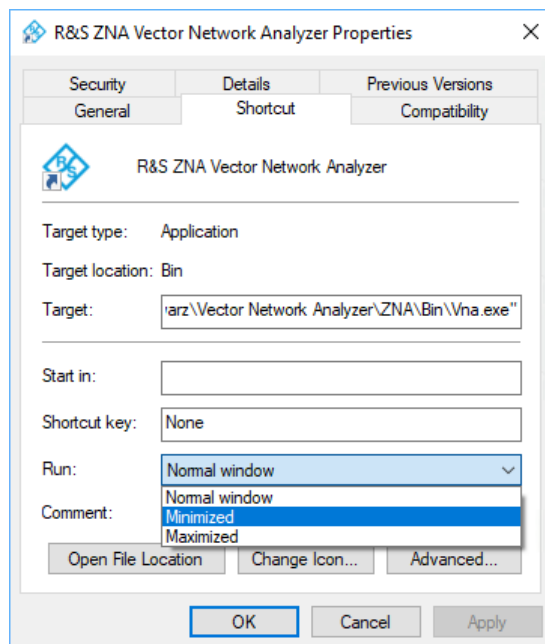 R&S ZNA Vector Network Analyzer Properties
Security Details Previous Versions
General Shortcut Compatibility
R&S
R&S ZNA Vector Network Analyzer
Target type: Application
Target location: Bin
Target: arz\Vector Network Analyzer\ZNA\Bin\Vna.exe"
Start in:
Shortcut key: None
Run: Normal window
Normal window
Comment: Minimized
Maximized
Open File Location Change Icon... Advanced...
OK Cancel Apply